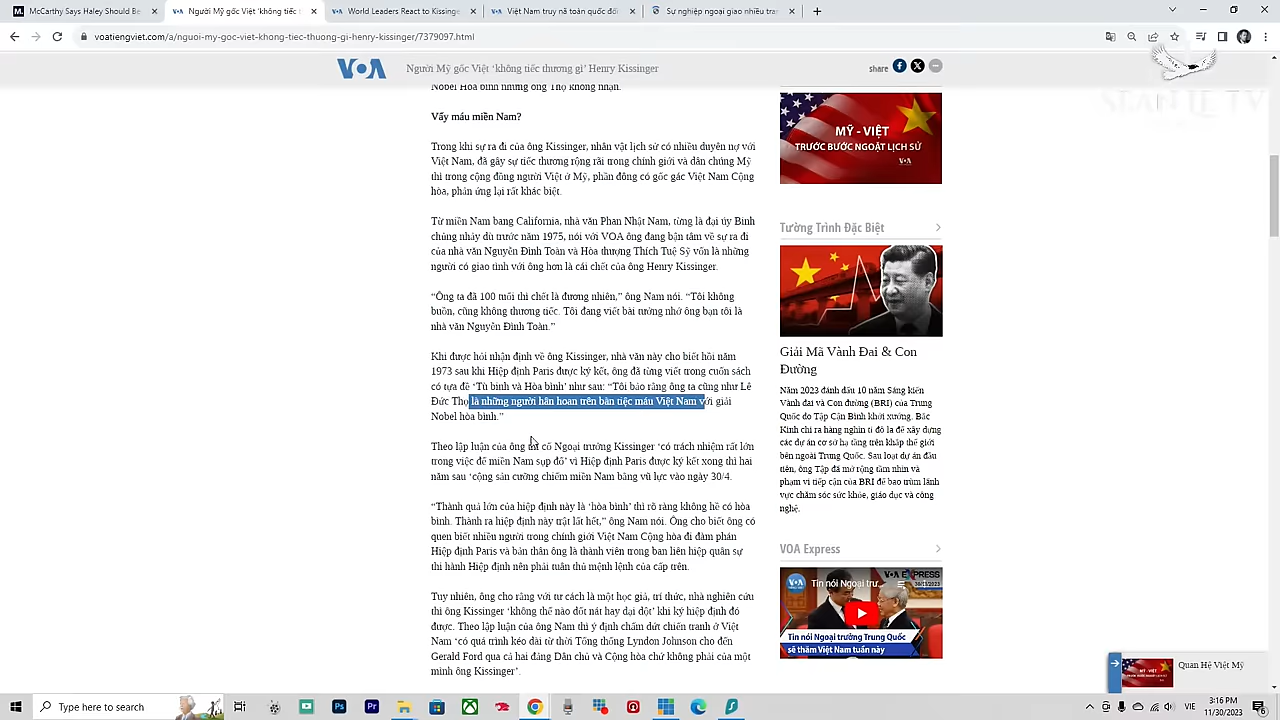 McCarthy Says Haley Should Be
Người Mỹ gốc Việt 'không tiếc
World Leaders React to Kissinge
Việt Nam truy nã toàn quốc đối
Sự nghiệp ngoại giao nhiều tran
voatiengviet.com/a/nguoi-my-goc-viet-khong-tiec-thuong-gi-henry-kissinger/7379097.html
VOA
Người Mỹ gốc Việt 'không tiếc thương gì' Henry Kissinger
share
Nobel Hòa bình nhưng ông Thọ không nhận.
Vấy máu miền Nam?
Trong khi sự ra đi của ông Kissinger, nhân vật lịch sử có nhiều duyên nợ với
Việt Nam, đã gây sự tiếc thương rộng rãi trong chính giới và dân chúng Mỹ
thì trong cộng đồng người Việt ở Mỹ, phần đông có gốc gác Việt Nam Cộng
hòa, phản ứng lại rất khác biệt.
Từ miền Nam bang California, nhà văn Phan Nhật Nam, từng là đại úy Binh
chủng nhảy dù trước năm 1975, nói với VOA ông đang bận tâm về sự ra đi
của nhà văn Nguyễn Đình Toàn và Hòa thượng Thích Tuệ Sỹ vốn là những
người có giao tình với ông hơn là cái chết của ông Henry Kissinger.
“Ông ta đã 100 tuổi thì chết là đương nhiên,” ông Nam nói. “Tôi không
buồn, cũng không thương tiếc. Tôi đang viết bài tưởng nhớ ông bạn tôi là
nhà văn Nguyễn Đình Toàn.”
Khi được hỏi nhận định về ông Kissinger, nhà văn này cho biết hồi năm
1973 sau khi Hiệp định Paris được ký kết, ông đã từng viết trong cuốn sách
có tựa đề ‘Tù binh và Hòa bình’ như sau: “Tôi bảo rằng ông ta cũng như Lê
Đức Thọ là những người hân hoan trên bàn tiệc máu Việt Nam với giải
Nobel hòa bình.”
Theo lập luận của ông thì cố Ngoại trưởng Kissinger ‘có trách nhiệm rất lớn
trong việc để miền Nam sụp đổ’ vì Hiệp định Paris được ký kết xong thì hai
năm sau ‘cộng sản cưỡng chiếm miền Nam bằng vũ lực vào ngày 30/4.
“Thành quả lớn của hiệp định này là ‘hòa bình’ thì rõ ràng không hề có hòa
bình. Thành ra hiệp định này trật lất hết,” ông Nam nói. Ông cho biết ông có
quen biết nhiều người trong chính giới Việt Nam Cộng hòa đi đàm phán
Hiệp định Paris và bản thân ông là thành viên trong ban liên hiệp quân sự
thi hành Hiệp định nên phải tuân thủ mệnh lệnh của cấp trên.
Tuy nhiên, ông cho rằng với tư cách là một học giả, trí thức, nhà nghiên cứu
thì ông Kissinger ‘không thể nào dốt nát hay dại dột’ khi ký hiệp định đó
được. Theo lập luận của ông Nam thì ý định chấm dứt chiến tranh ở Việt
Nam ‘có quá trình kéo dài từ thời Tổng thống Lyndon Johnson cho đến
Gerald Ford qua cả hai đảng Dân chủ và Cộng hòa chứ không phải của một
mình ông Kissinger’.
MỸ - VIỆT
TRƯỚC BƯỚC NGOẶT LỊCH SỬ
VOA
Tường Trình Đặc Biệt
Giải Mã Vành Đai & Con
Đường
Năm 2023 đánh dấu 10 năm Sáng kiến
Vành đai và Con đường (BRI) của Trung
Quốc do Tập Cận Bình khởi xướng. Bắc
Kinh chi ra hàng nghìn tỉ đô la để xây dựng
các dự án cơ sở hạ tầng trên khắp thế giới
bên ngoài Trung Quốc. Sau loạt dự án đầu
tiên, ông Tập đã mở rộng tầm nhìn và
phạm vi tiếp cận của BRI để bao trùm lãnh
vực chăm sóc sức khỏe, giáo dục và công
nghệ.
VOA Express
VOA EXPRESS
30/11/2023
Tin nói Ngoại trư...
Tin nói Ngoại trưởng Trung Quốc
sẽ thăm Việt Nam tuần này
SEAN LE TV
Quan Hệ Việt Mỹ
Type here to search
VIE
3:16 PM
11/30/2023